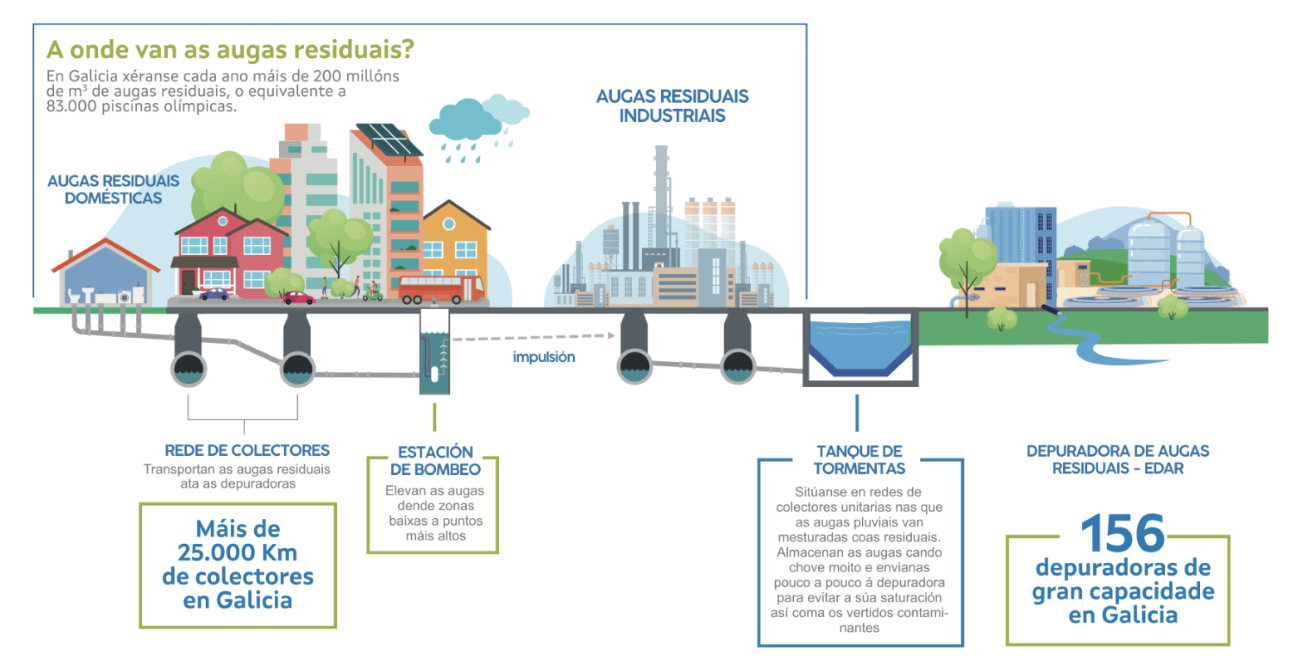 A onde van as augas residuais?
En Galicia xéranse cada ano máis de 200 millóns
de m³ de augas residuais, o equivalente a
83.000 piscinas olímpicas.
AUGAS RESIDUAIS
INDUSTRIAIS
AUGAS RESIDUAIS
DOMÉSTICAS
impulsión
REDE DE COLECTORES
Transportan as augas residuais
ata as depuradoras
Máis de
25.000 Km
de colectores
en Galicia
ESTACIÓN
DE BOMBEO
Elevan as augas
dende zonas
baixas a puntos
máis altos
TANQUE DE
TORMENTAS
Sitúanse en redes de
colectores unitarias nas que
as augas pluviais van
mesturadas coas residuais.
Almacenan as augas cando
chove moito e envianas
pouco a pouco á depuradora
para evitar a súa saturación
así coma os vertidos contami-
nantes
DEPURADORA DE AUGAS
RESIDUAIS - EDAR
156
depuradoras de
gran capacidade
en Galicia